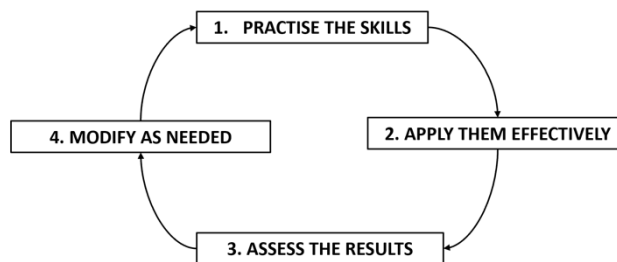 1. PRACTISE THE SKILLS
2. APPLY THEM EFFECTIVELY
3. ASSESS THE RESULTS
4. MODIFY AS NEEDED